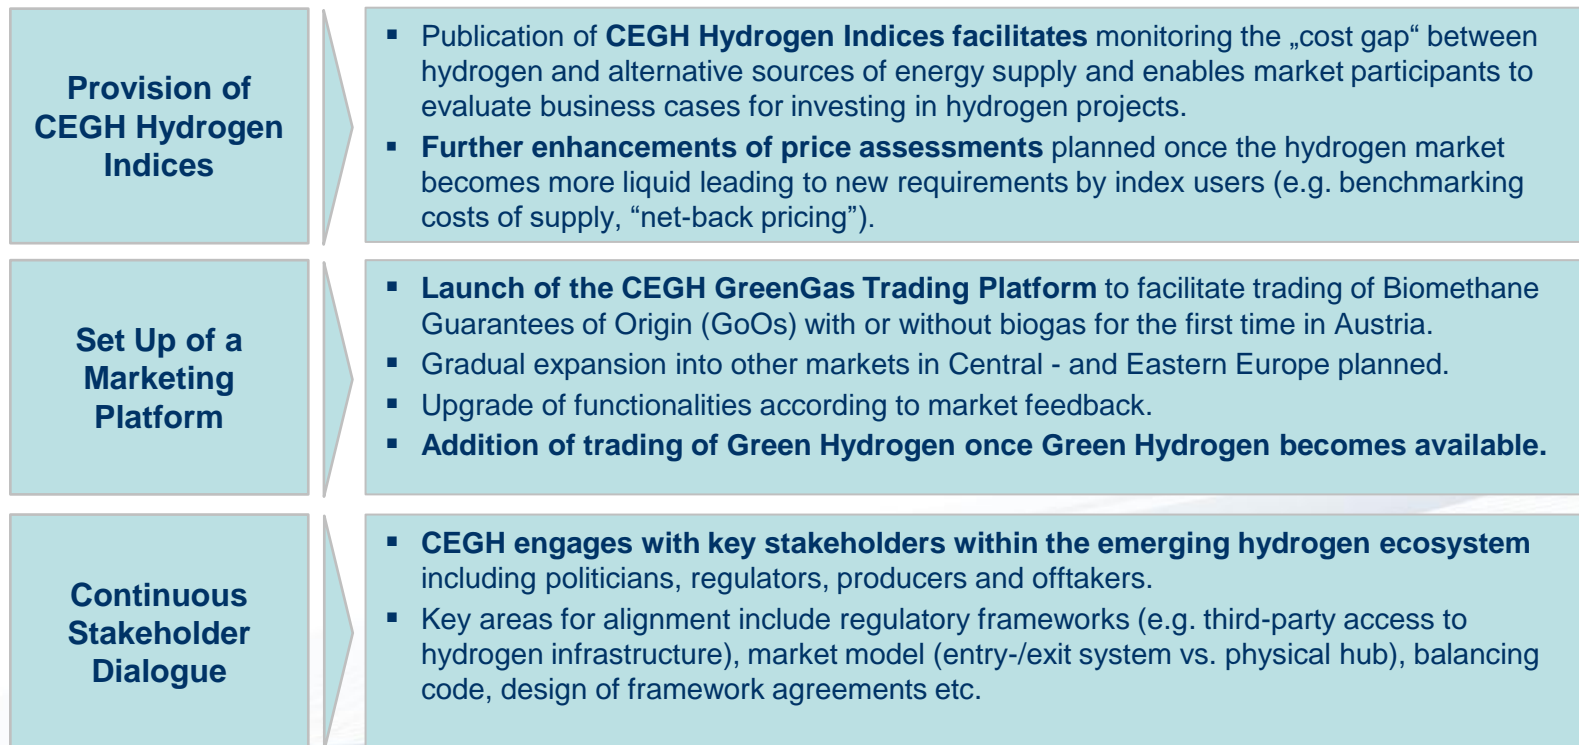 Provision of
CEGH Hydrogen
Indices
▪ Publication of CEGH Hydrogen Indices facilitates monitoring the „cost gap“ between
hydrogen and alternative sources of energy supply and enables market participants to
evaluate business cases for investing in hydrogen projects.
▪ Further enhancements of price assessments planned once the hydrogen market
becomes more liquid leading to new requirements by index users (e.g. benchmarking
costs of supply, “net-back pricing”).
Set Up of a
Marketing
Platform
▪ Launch of the CEGH GreenGas Trading Platform to facilitate trading of Biomethane
Guarantees of Origin (GoOs) with or without biogas for the first time in Austria.
▪ Gradual expansion into other markets in Central - and Eastern Europe planned.
▪ Upgrade of functionalities according to market feedback.
▪ Addition of trading of Green Hydrogen once Green Hydrogen becomes available.
Continuous
Stakeholder
Dialogue
▪ CEGH engages with key stakeholders within the emerging hydrogen ecosystem
including politicians, regulators, producers and offtakers.
▪ Key areas for alignment include regulatory frameworks (e.g. third-party access to
hydrogen infrastructure), market model (entry-/exit system vs. physical hub), balancing
code, design of framework agreements etc.